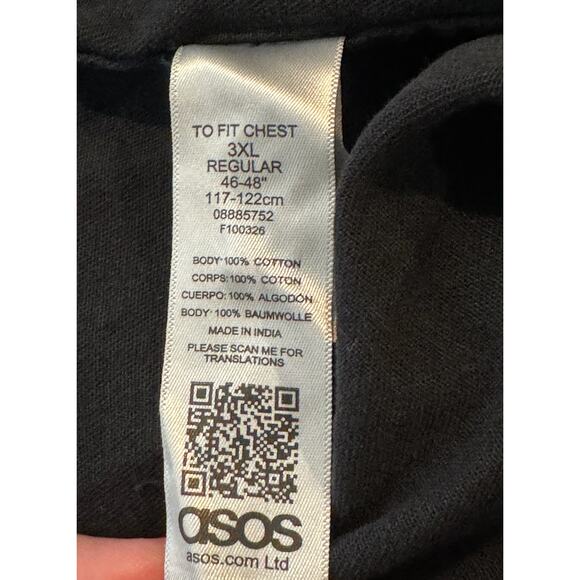 TO FIT CHEST
3XL
REGULAR
46-48"
117-122cm
08885752
F100326
BODY:100% COTTON
CORPS:100% COTON
CUERPO:100% ALGODÓN
BODY:100% BAUMWOLLE
MADE IN INDIA
PLEASE SCAN ME FOR
TRANSLATIONS
asos
asos.com Ltd